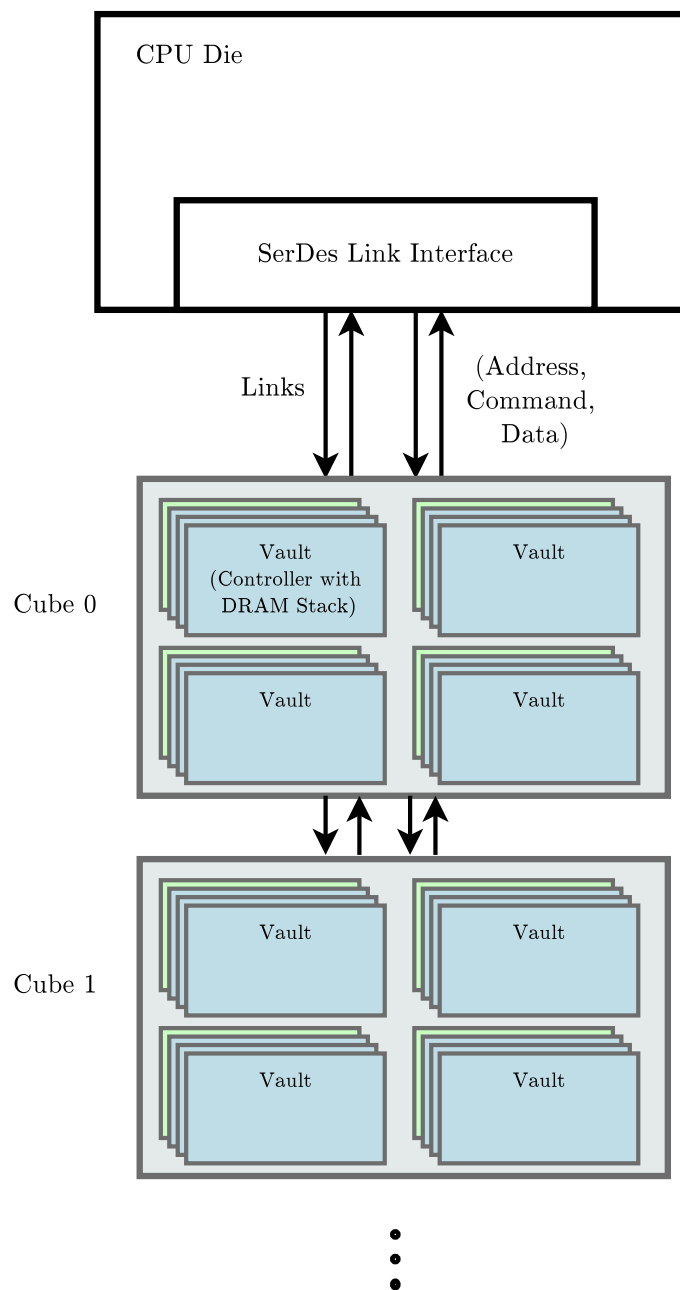 CPU Die
SerDes Link Interface
Links
(Address,
Command,
Data)
Cube 0
Vault
(Controller with
DRAM Stack)
Vault
Vault
Vault
Cube 1
Vault
Vault
Vault
Vault